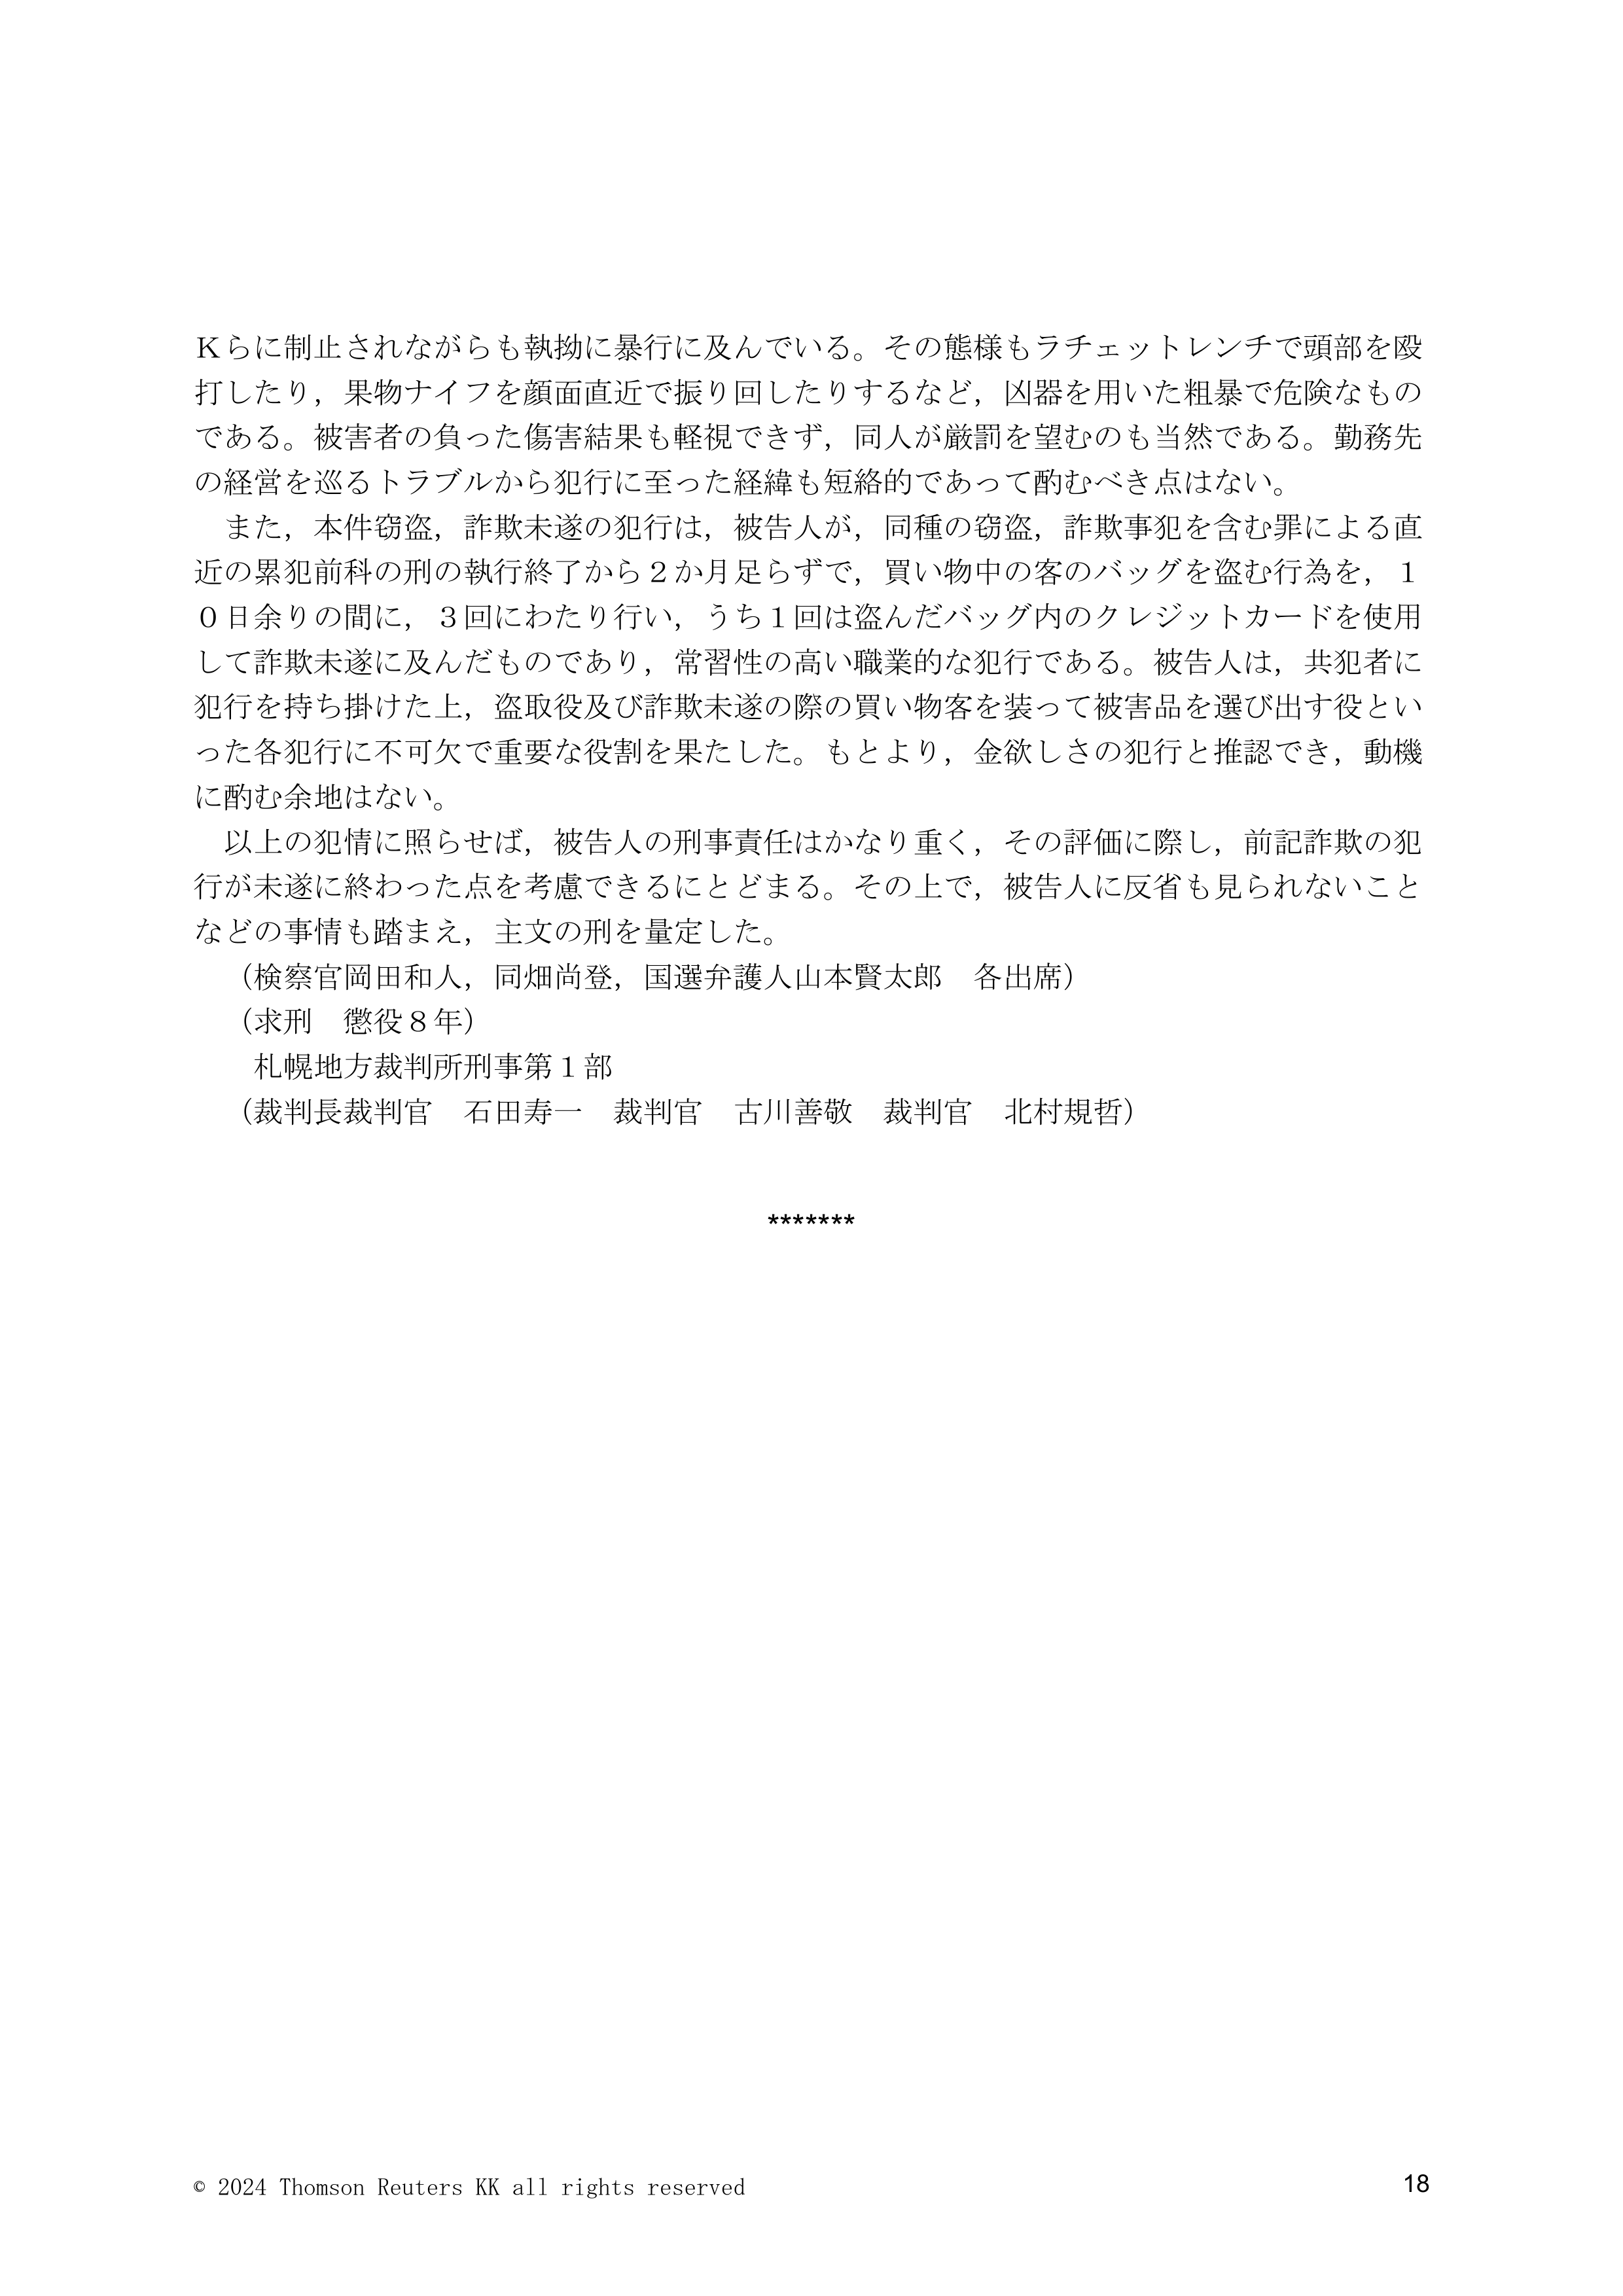 Ｋらに制止されながらも執拗に暴行に及んでいる。その態様もラチェットレンチで頭部を殴
打したり，果物ナイフを顔面直近で振り回したりするなど，凶器を用いた粗暴で危険なもの
である。被害者の負った傷害結果も軽視できず，同人が厳罰を望むのも当然である。勤務先
の経営を巡るトラブルから犯行に至った経緯も短絡的であって酌むべき点はない。
　また，本件窃盗，詐欺未遂の犯行は，被告人が，同種の窃盗，詐欺事犯を含む罪による直
近の累犯前科の刑の執行終了から２か月足らずで，買い物中の客のバッグを盗む行為を，１
０日余りの間に，３回にわたり行い，うち１回は盗んだバッグ内のクレジットカードを使用
して詐欺未遂に及んだものであり，常習性の高い職業的な犯行である。被告人は，共犯者に
犯行を持ち掛けた上，盗取役及び詐欺未遂の際の買い物客を装って被害品を選び出す役とい
った各犯行に不可欠で重要な役割を果たした。もとより，金欲しさの犯行と推認でき，動機
に酌む余地はない。
　以上の犯情に照らせば，被告人の刑事責任はかなり重く，その評価に際し，前記詐欺の犯
行が未遂に終わった点を考慮できるにとどまる。その上で，被告人に反省も見られないこと
などの事情も踏まえ，主文の刑を量定した。
（検察官岡田和人，同畑尚登，国選弁護人山本賢太郎　各出席）
（求刑　懲役８年）
札幌地方裁判所刑事第１部
（裁判長裁判官　石田寿一　裁判官　古川善敬　裁判官　北村規哲）
*******
© 2024 Thomson Reuters KK all rights reserved
18